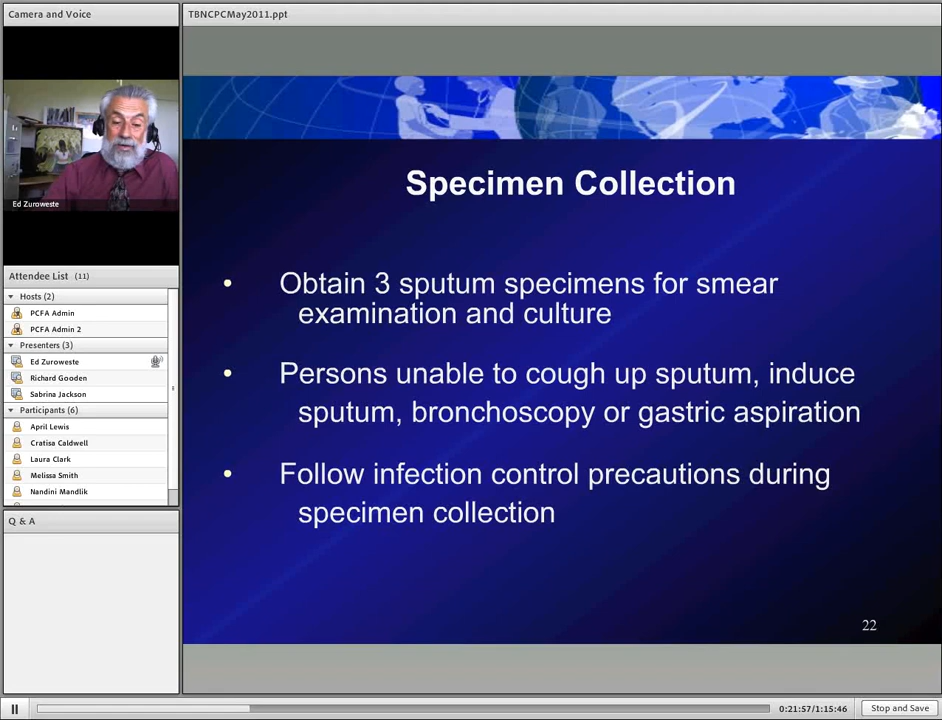 Camera and Voice
Ed Zuroweste
Attendee List (11)
Hosts (2)
PCFA Admin
PCFA Admin 2
Presenters (3)
Ed Zuroweste
Richard Gooden
Sabrina Jackson
Participants (6)
April Lewis
Cratisa Caldwell
Laura Clark
Melissa Smith
Nandini Mandlik
Q & A
TBNCPCMay2011.ppt
Specimen Collection
• Obtain 3 sputum specimens for smear
examination and culture
• Persons unable to cough up sputum, induce
sputum, bronchoscopy or gastric aspiration
• Follow infection control precautions during
specimen collection
22
0:21:57/1:15:46
Stop and Save